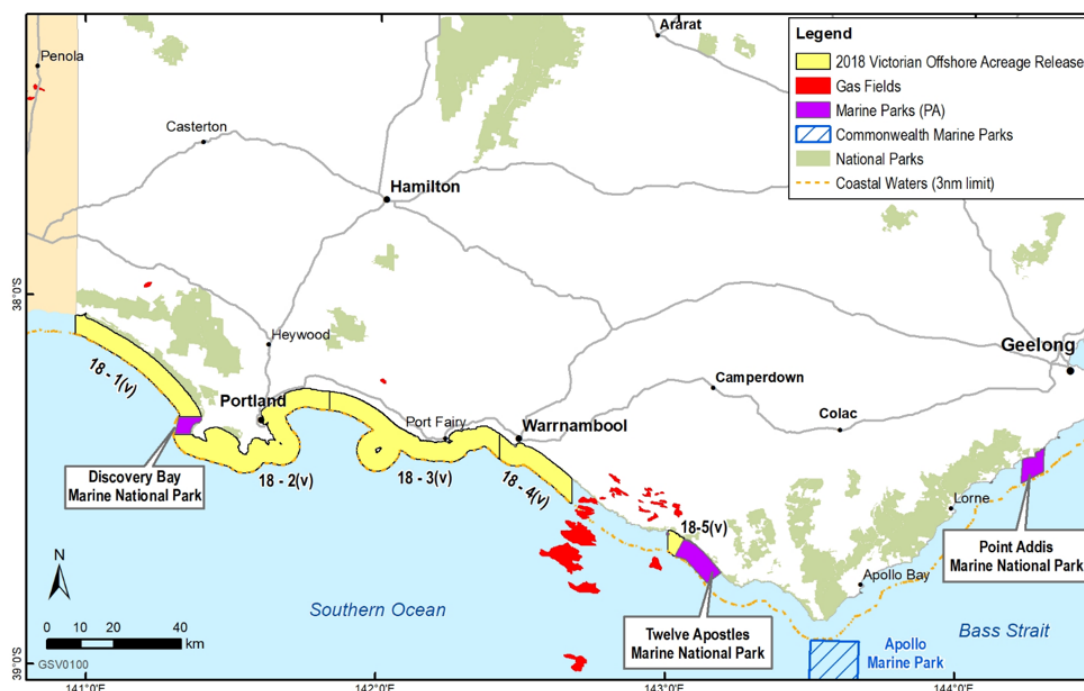 Ararat
Penola
Casterton
Hamilton
Legend
2018 Victorian Offshore Acreage Release
Gas Fields
Marine Parks (PA)
Commonwealth Marine Parks
National Parks
Coastal Waters (3nm limit)
38°0'S
Heywood
Geelong
18 - 1(v)
Portland
Camperdown
Colac
Port Fairy
Warrnambool
Discovery Bay
Marine National Park
18 - 2(v)
18 - 3(v)
18 - 4(v)
18-5(v)
Lorne
Point Addis
Marine National Park
N
Apollo Bay
Southern Ocean
Bass Strait
Twelve Apostles
Marine National Park
Apollo
Marine Park
0 10 20 40
km
GSV0100
39°0'S
141°0'E
142°0'E
143°0'E
144°0'E